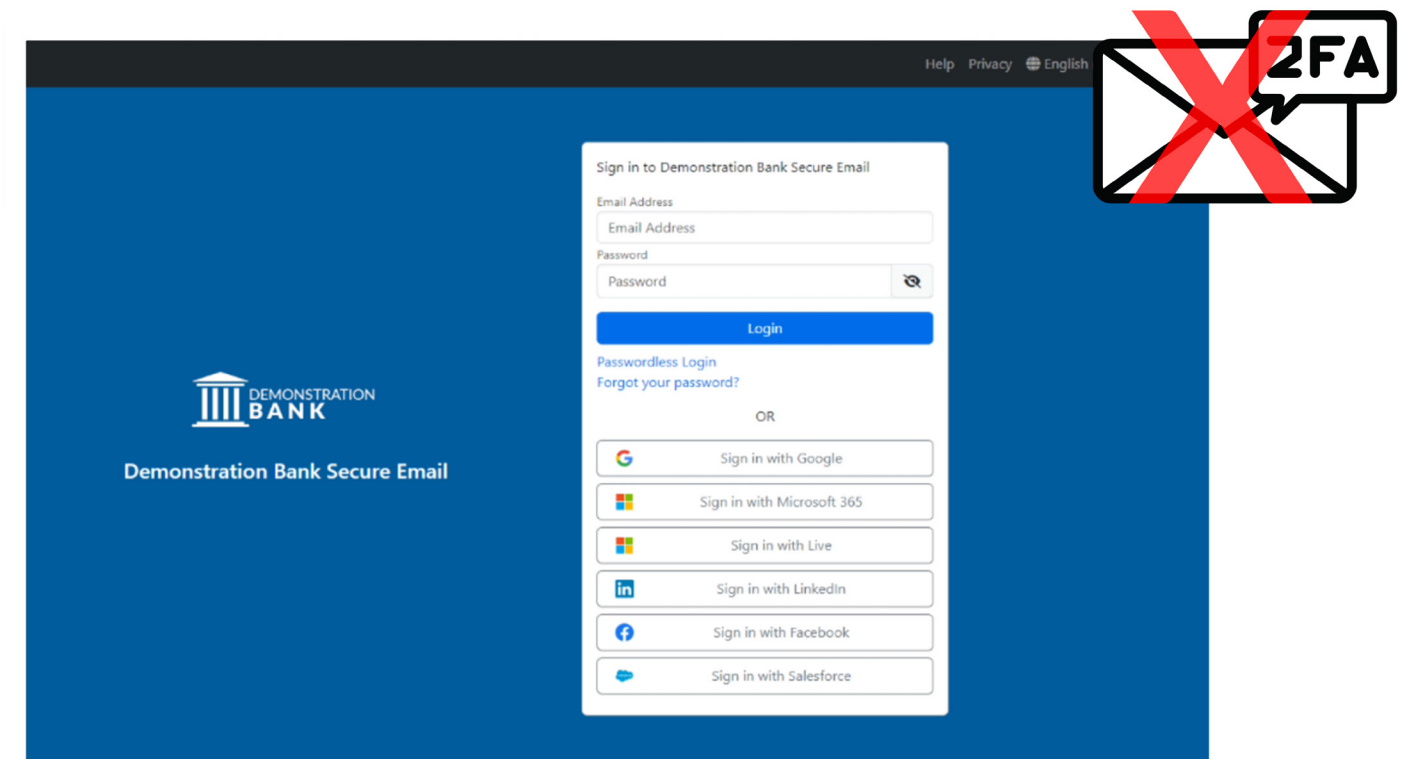 Help Privacy English
2FA
Sign in to Demonstration Bank Secure Email
Email Address
Email Address
Password
Password
Login
Passwordless Login
Forgot your password?
OR
Sign in with Google
Sign in with Microsoft 365
Sign in with Live
Sign in with LinkedIn
Sign in with Facebook
Sign in with Salesforce
DEMONSTRATION
BANK
Demonstration Bank Secure Email